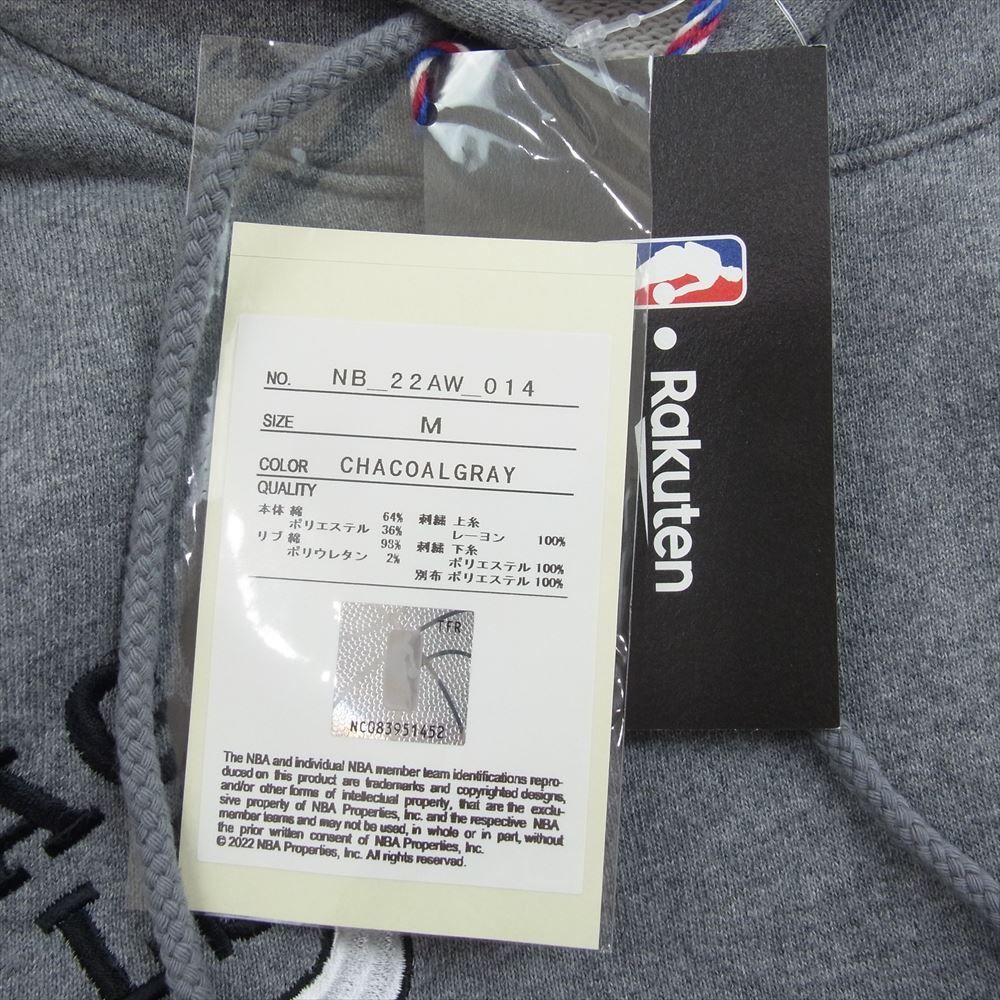 NO. NB_22AW_014
SIZE M
COLOR CHACOALGRAY
QUALITY
本体 綿 64%
ポリエステル 36%
リブ 綿 98%
ポリウレタン 2%
刺繍 上糸
レーヨン 100%
刺繍 下糸
ポリエステル 100%
別布 ポリエステル 100%
TFR
NC083951452
The NBA and individual NBA member team identifications repro-
duced on this product are trademarks and copyrighted designs,
and/or other forms of intellectual property, that are the exclu-
sive property of NBA Properties, Inc. and the respective NBA
member teams and may not be used, in whole or in part, without
the prior written consent of NBA Properties, Inc.
© 2022 NBA Properties, Inc. All rights reserved.
Rakuten